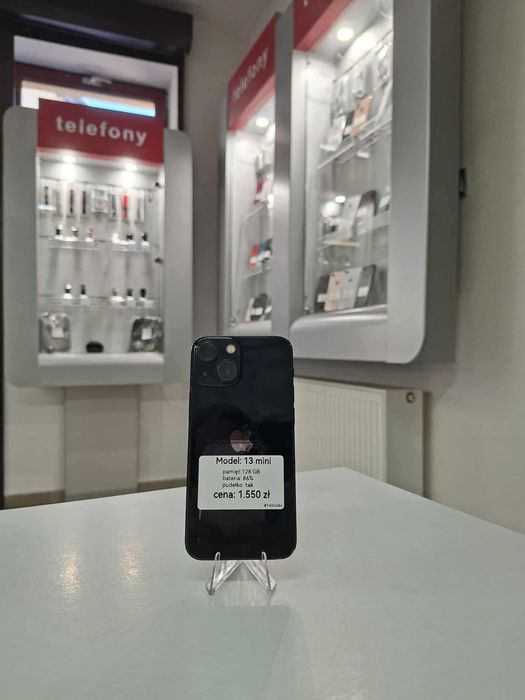 telefony
telefony
Model: 13 mini
pamięć:128 GB
bateria: 86%
pudełko: tak
cena: 1.550 zł